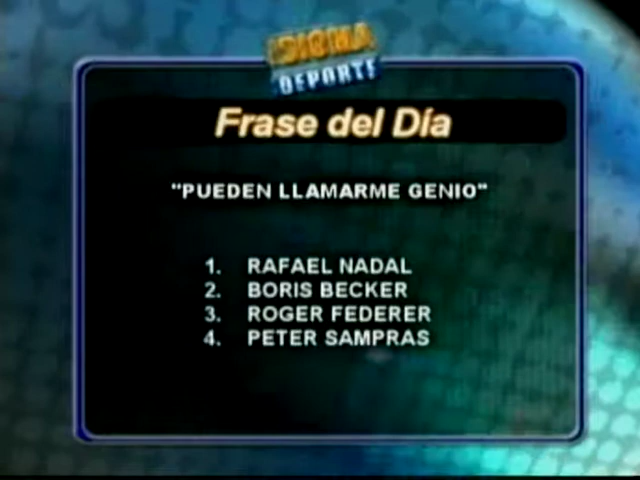 DEPORTE
Frase del Día
"PUEDEN LLAMARME GENIO"
1. RAFAEL NADAL
2. BORIS BECKER
3. ROGER FEDERER
4. PETER SAMPRAS